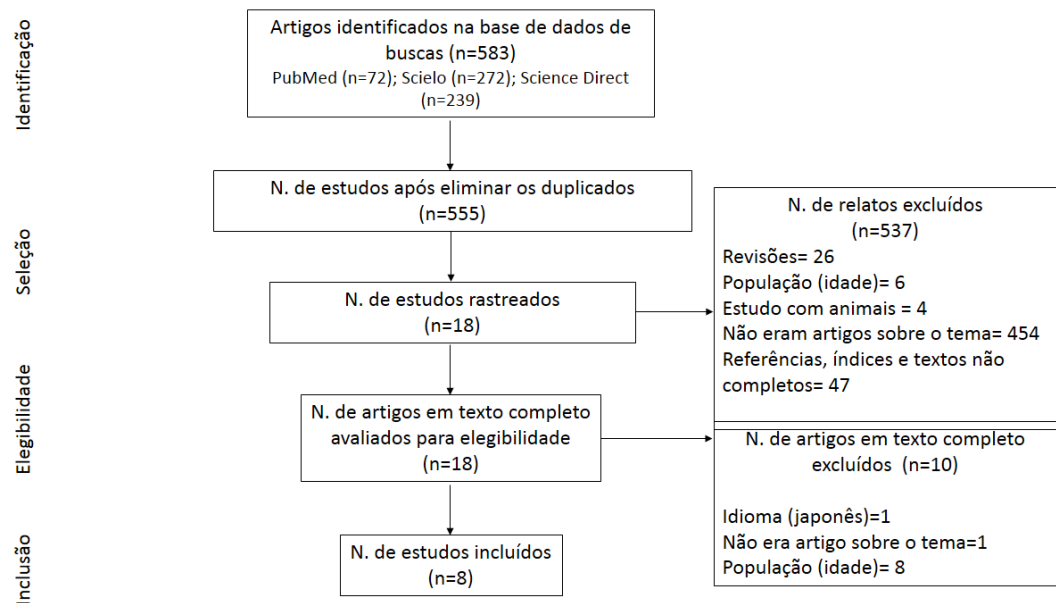 Identificação
Artigos identificados na base de dados de
buscas (n=583)
PubMed (n=72); Scielo (n=272); Science Direct
(n=239)
N. de estudos após eliminar os duplicados
(n=555)
Seleção
N. de estudos rastreados
(n=18)
N. de relatos excluídos
(n=537)
Revisões= 26
População (idade)= 6
Estudo com animais = 4
Não eram artigos sobre o tema= 454
Referências, índices e textos não
completos= 47
Elegibilidade
N. de artigos em texto completo
avaliados para elegibilidade
(n=18)
N. de artigos em texto completo
excluídos (n=10)
Idioma (japonês)=1
Não era artigo sobre o tema=1
População (idade)= 8
Inclusão
N. de estudos incluídos
(n=8)